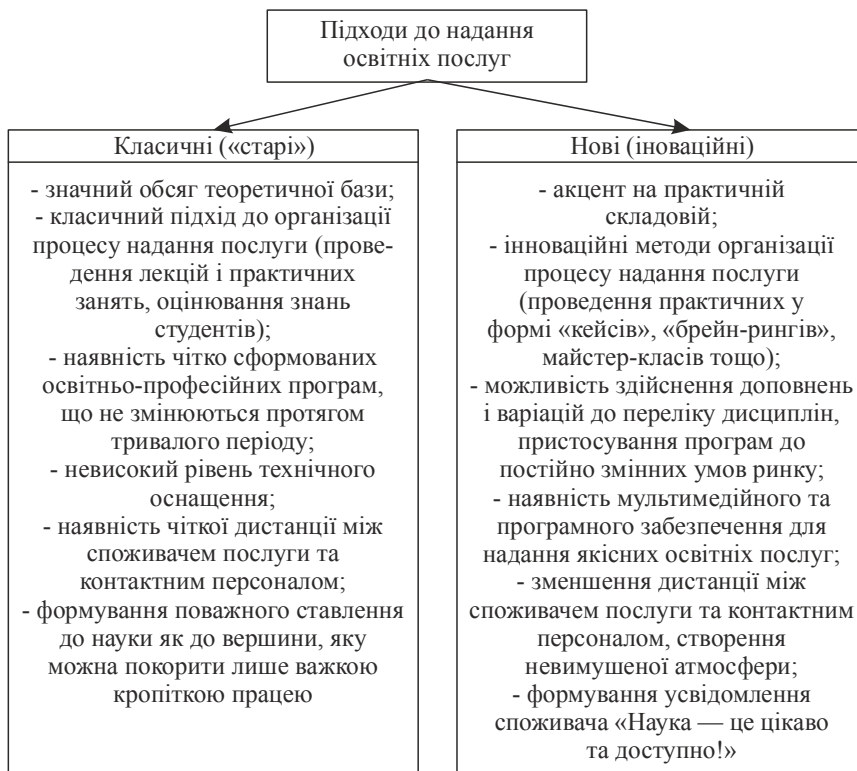 Підходи до надання
освітніх послуг
Класичні («старі»)
- значний обсяг теоретичної бази;
- класичний підхід до організації
процесу надання послуги (прове-
дення лекцій і практичних
занять, оцінювання знань
студентів);
- наявність чітко сформованих
освітньо-професійних програм,
що не змінюються протягом
тривалого періоду;
- невисокий рівень технічного
оснащення;
- наявність чіткої дистанції між
споживачем послуги та
контактним персоналом;
- формування поважного ставлення
до науки як до вершини, яку
можна покорити лише важкою
кропіткою працею
Нові (іноваційні)
- акцент на практичній
складовій;
- інноваційні методи організації
процесу надання послуги
(проведення практичних у
формі «кейсів», «брейн-рингів»,
майстер-класів тощо);
- можливість здійснення доповнень
і варіацій до переліку дисциплін,
пристосування програм до
постійно змінних умов ринку;
- наявність мультимедійного та
програмного забезпечення для
надання якісних освітніх послуг;
- зменшення дистанції між
споживачем послуги та контактним
персоналом, створення
невимушеної атмосфери;
- формування усвідомлення
споживача «Наука — це цікаво
та доступно!»